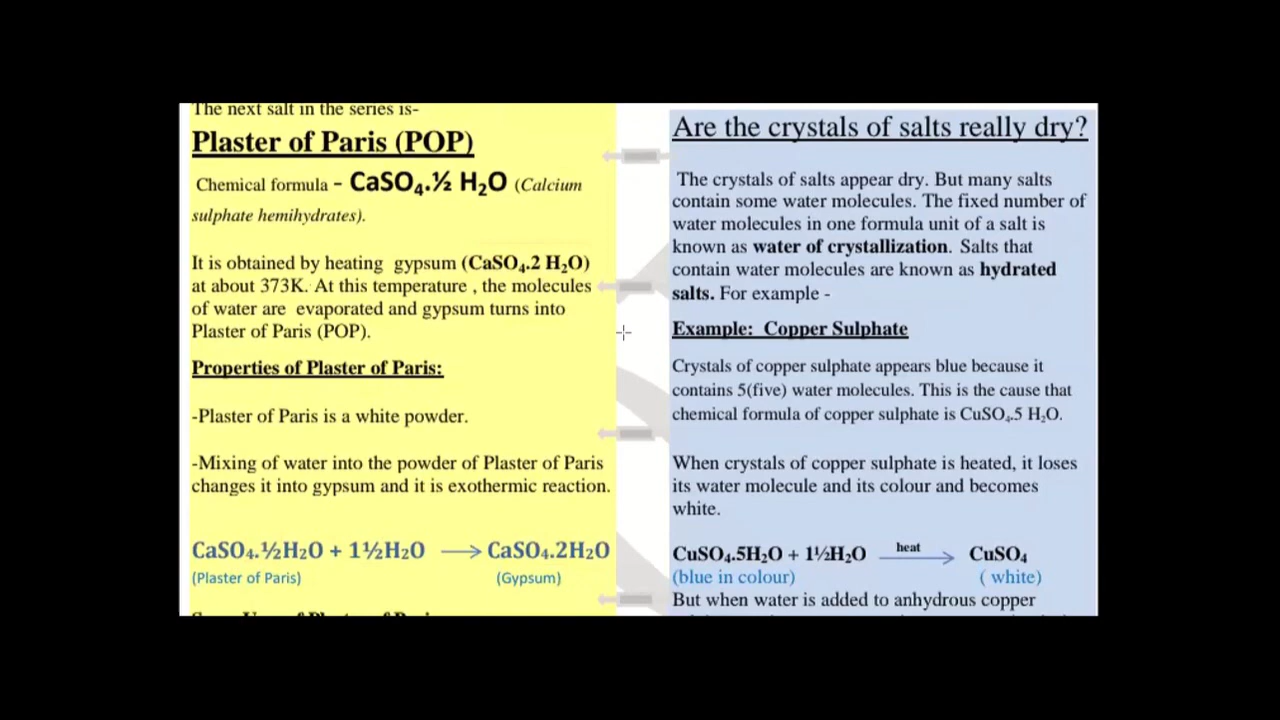 The next salt in the series is-
Plaster of Paris (POP)
Chemical formula - CaSO₄.½ H₂O (Calcium
sulphate hemihydrates).
It is obtained by heating gypsum (CaSO₄.2 H₂O)
at about 373K. At this temperature , the molecules
of water are evaporated and gypsum turns into
Plaster of Paris (POP).
Properties of Plaster of Paris:
-Plaster of Paris is a white powder.
-Mixing of water into the powder of Plaster of Paris
changes it into gypsum and it is exothermic reaction.
CaSO₄.½H₂O + 1½H₂O ⟶ CaSO₄.2H₂O
(Plaster of Paris) (Gypsum)
Are the crystals of salts really dry?
The crystals of salts appear dry. But many salts
contain some water molecules. The fixed number of
water molecules in one formula unit of a salt is
known as water of crystallization. Salts that
contain water molecules are known as hydrated
salts. For example -
Example: Copper Sulphate
Crystals of copper sulphate appears blue because it
contains 5(five) water molecules. This is the cause that
chemical formula of copper sulphate is CuSO₄.5 H₂O.
When crystals of copper sulphate is heated, it loses
its water molecule and its colour and becomes
white.
heat
CuSO₄.5H₂O + 1½H₂O ⟶ CuSO₄
(blue in colour) ( white)
But when water is added to anhydrous copper